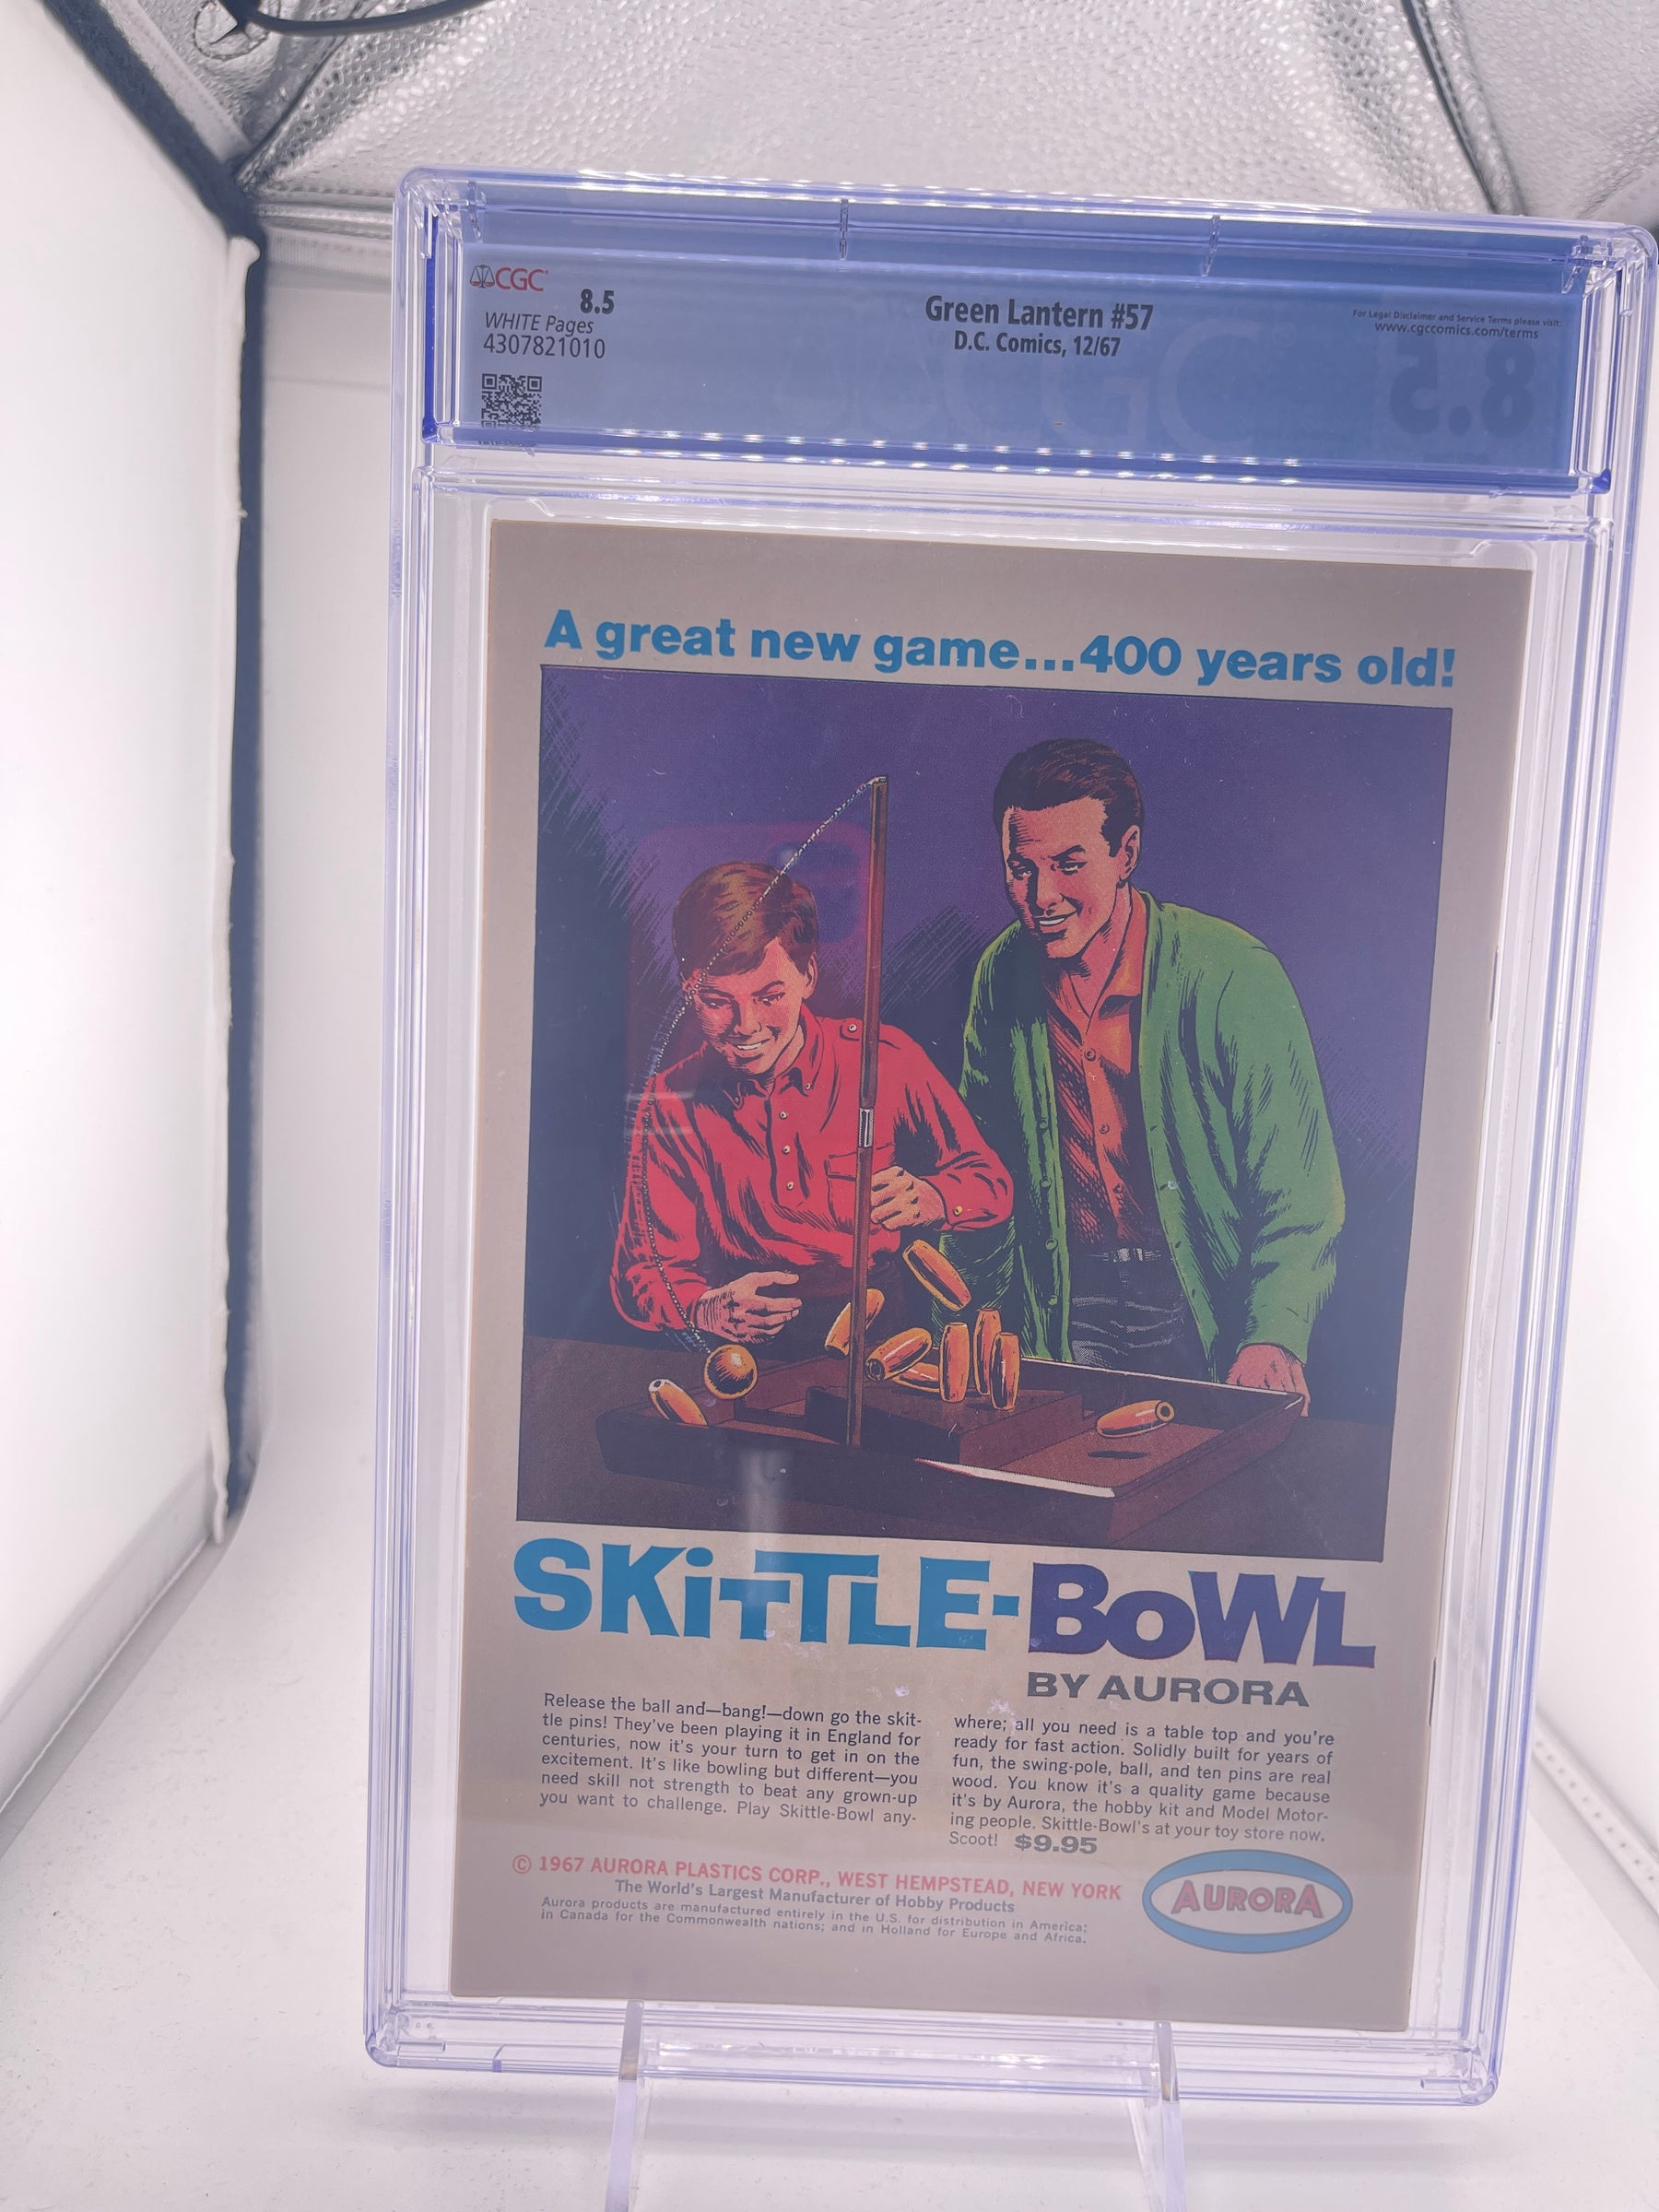 CGC
8.5
WHITE Pages
4307821010
Green Lantern #57
D.C. Comics, 12/67
For Legal Disclaimer and Service Terms please visit:
www.cgccomics.com/terms
8.5
A great new game...400 years old!
SKiTTLE-BoWL
BY AURORA
Release the ball and—bang!—down go the skit-
tle pins! They've been playing it in England for
centuries, now it's your turn to get in on the
excitement. It's like bowling but different—you
need skill not strength to beat any grown-up
you want to challenge. Play Skittle-Bowl any-
where; all you need is a table top and you're
ready for fast action. Solidly built for years of
fun, the swing-pole, ball, and ten pins are real
wood. You know it's a quality game because
it's by Aurora, the hobby kit and Model Motor-
ing people. Skittle-Bowl's at your toy store now.
Scoot! $9.95
© 1967 AURORA PLASTICS CORP., WEST HEMPSTEAD, NEW YORK
The World's Largest Manufacturer of Hobby Products
Aurora products are manufactured entirely in the U.S. for distribution in America;
in Canada for the Commonwealth nations; and in Holland for Europe and Africa.
AURORA